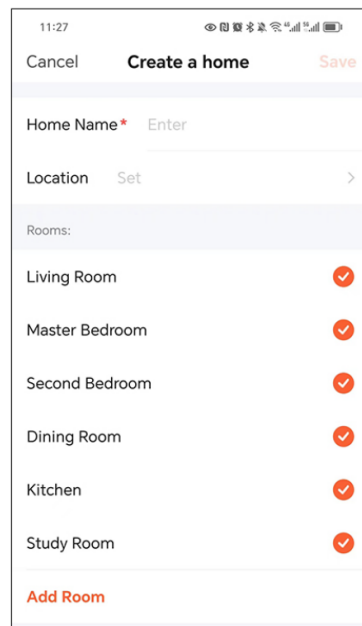 11:27
Cancel Create a home Save
Home Name* Enter
Location Set
Rooms:
Living Room
Master Bedroom
Second Bedroom
Dining Room
Kitchen
Study Room
Add Room